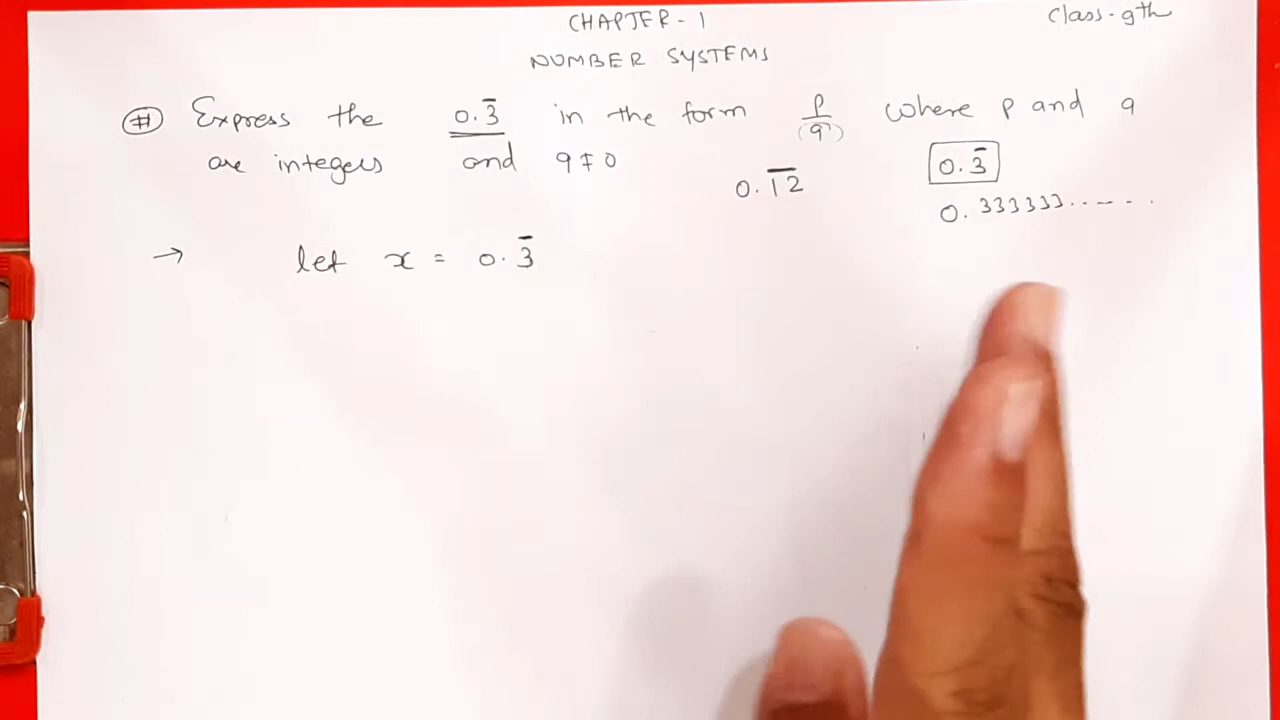 CHAPTER-1
Class-9th
NUMBER SYSTEMS
(#) Express the 0.3̅ in the form p/(q) where p and q
are integers and q≠0
0.1̅2̅
0.3̅
0.333333......
→ let x = 0.3̅